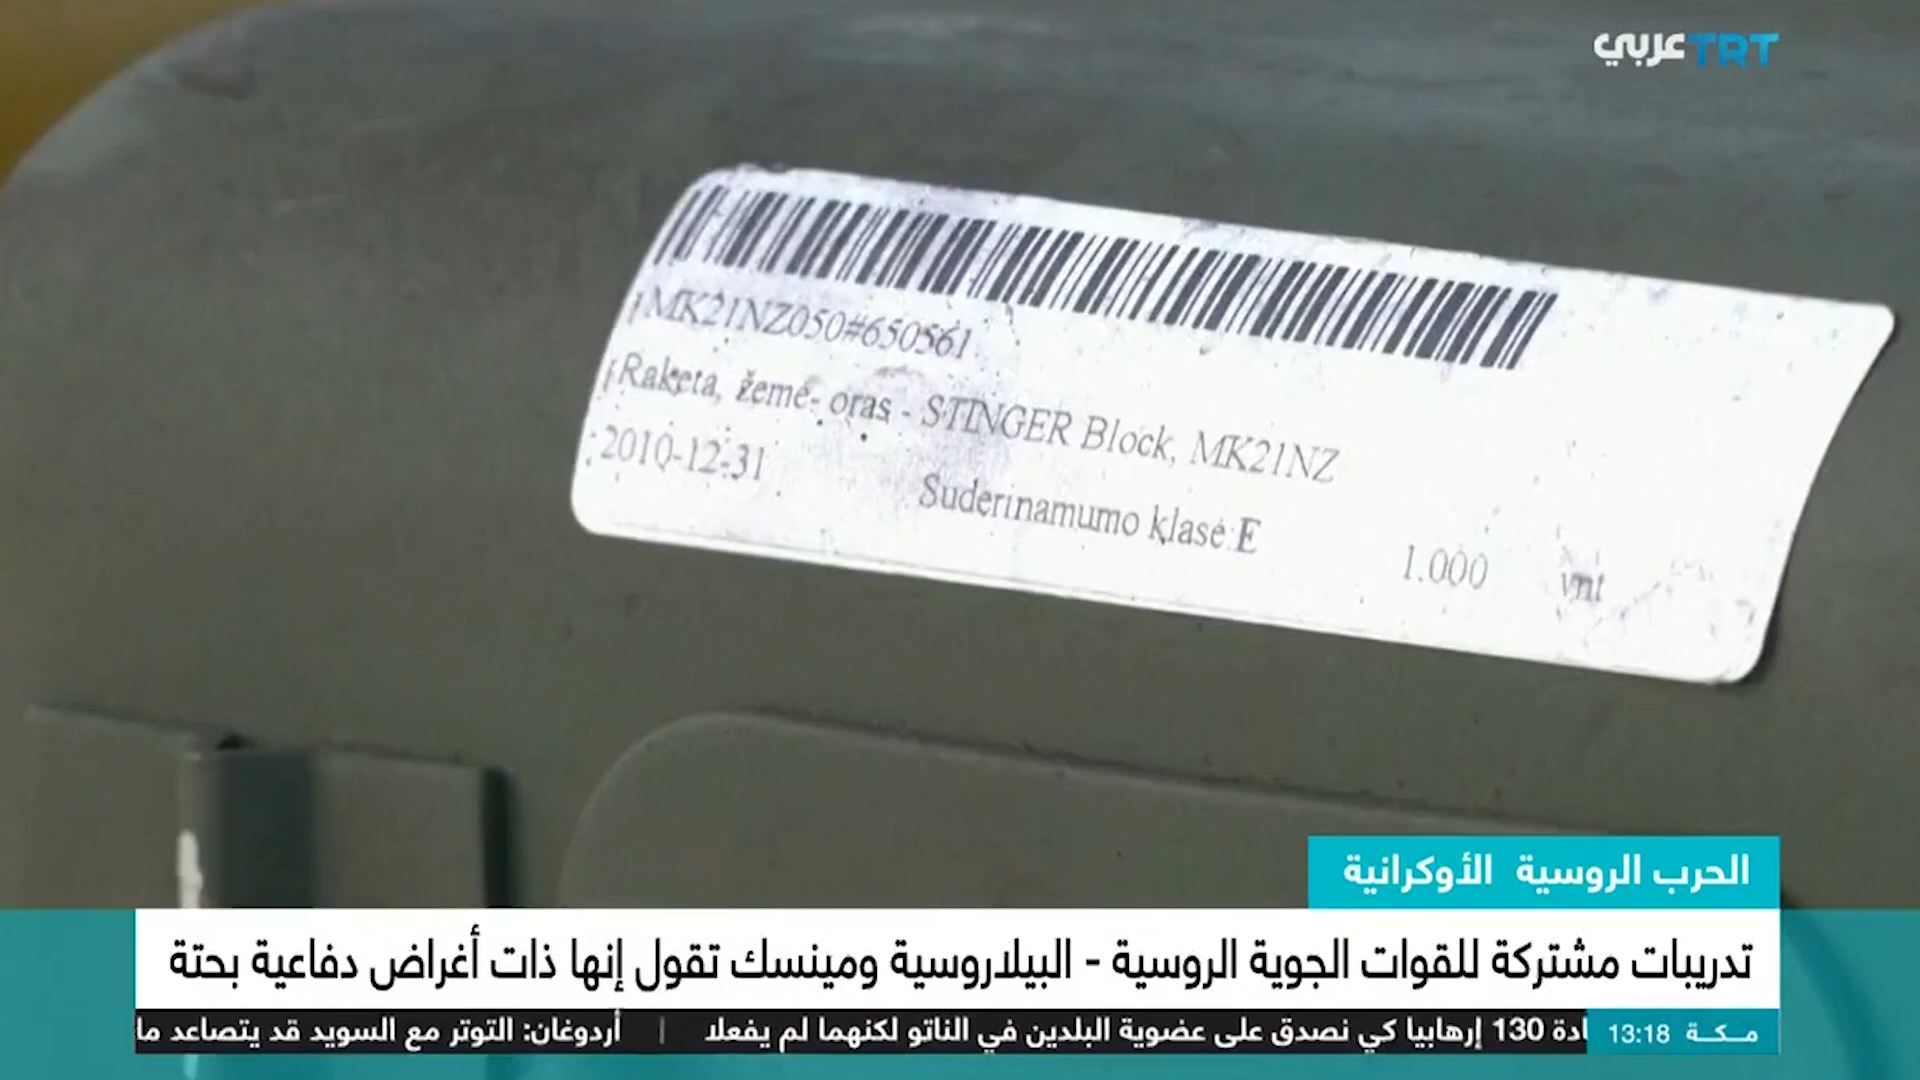 TRT عربي
MK21NZ050#650561
Raketa, žemė- oras - STINGER Block, MK21NZ
2010-12-31
Suderinamumo klasė E
1.000 vnt
الحرب الروسية الأوكرانية
تدريبات مشتركة للقوات الجوية الروسية - البيلاروسية ومينسك تقول إنها ذات أغراض دفاعية بحتة
130 إرهابيا كي نصدق على عضوية البلدين في الناتو لكنهما لم يفعلا | أردوغان: التوتر مع السويد قد يتصاعد
مكة 13:18